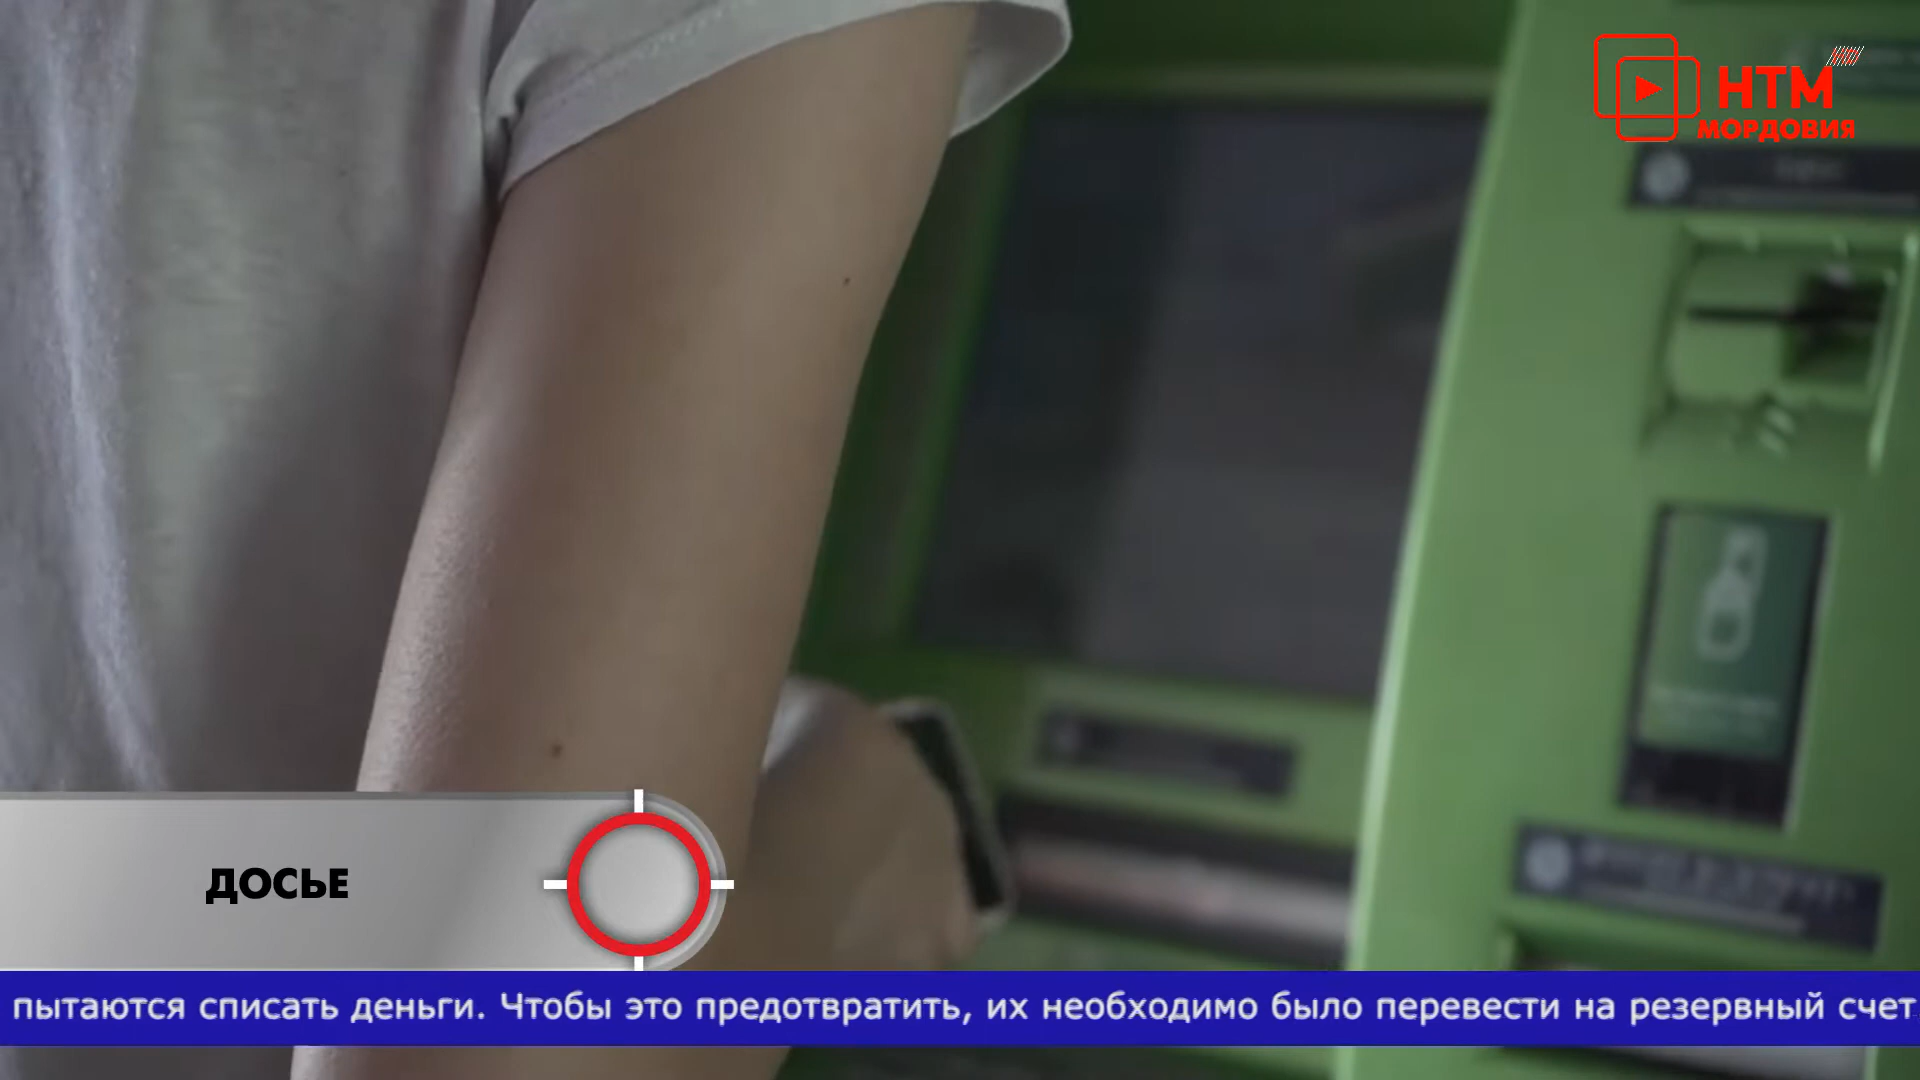 НТМ
МОРДОВИЯ
ДОСЬЕ
пытаются списать деньги. Чтобы это предотвратить, их необходимо было перевести на резервный счет